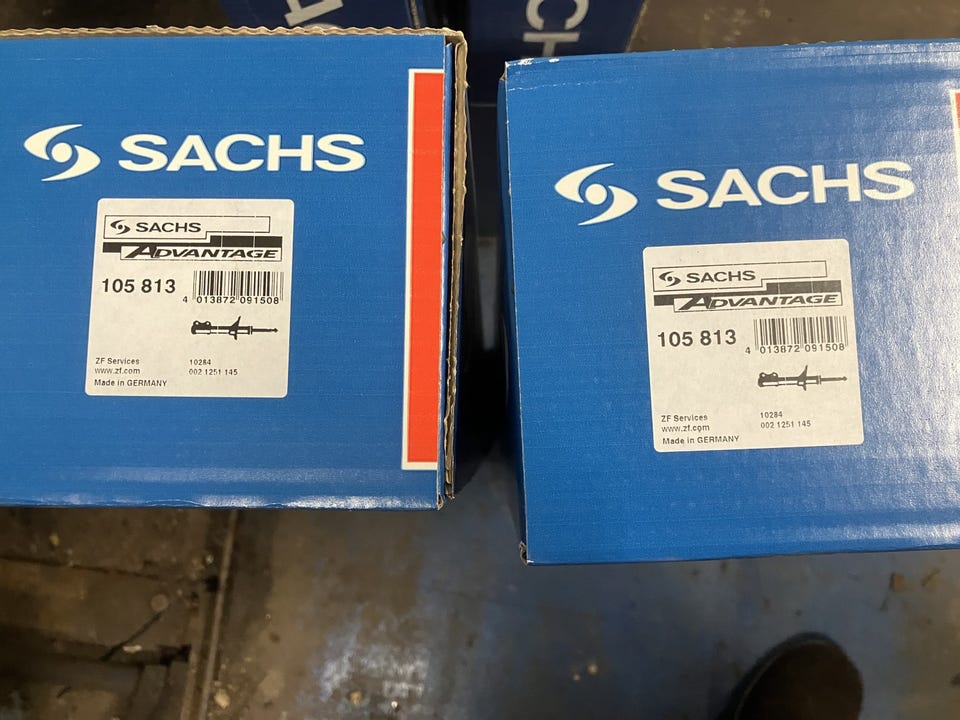 AC
CH
SACHS
SACHS
ADVANTAGE
105 813
4 013872 091508
ZF Services
www.zf.com
Made in GERMANY
10284
002 1251 145
SACHS
SACHS
ADVANTAGE
105 813
4 013872 091508
ZF Services
www.zf.com
Made in GERMANY
10284
002 1251 145